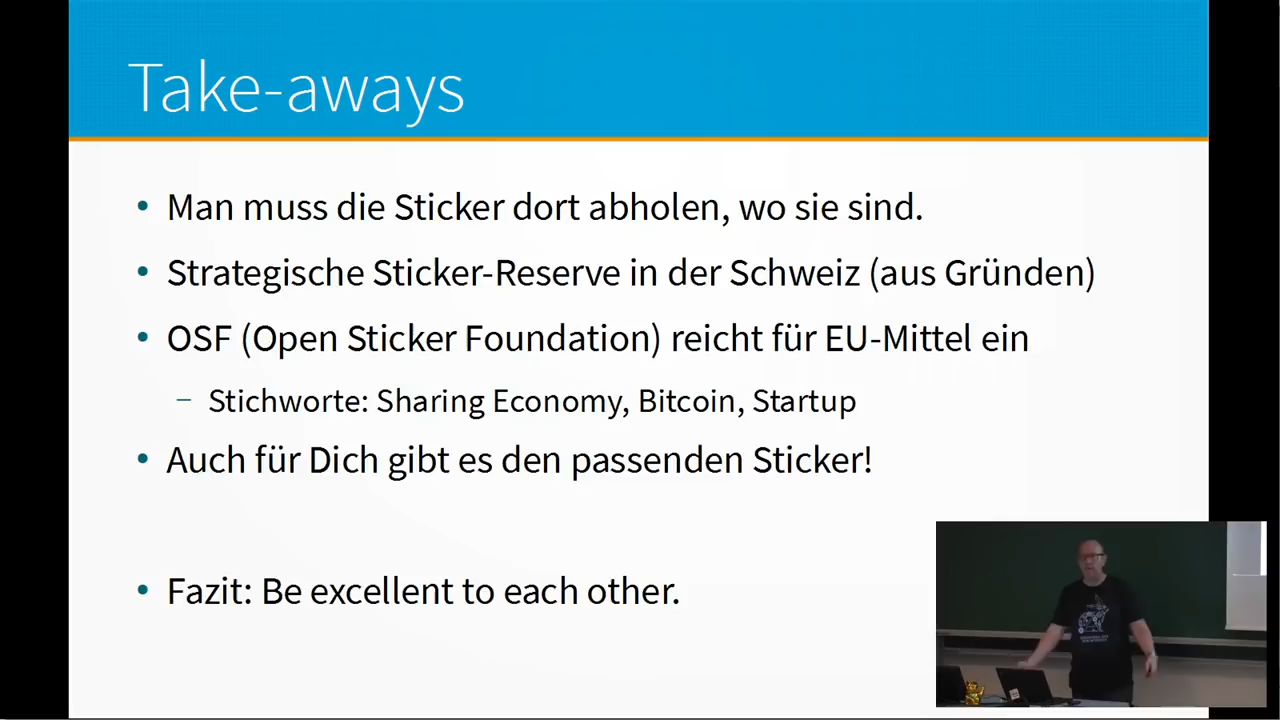 Take-aways
• Man muss die Sticker dort abholen, wo sie sind.
• Strategische Sticker-Reserve in der Schweiz (aus Gründen)
• OSF (Open Sticker Foundation) reicht für EU-Mittel ein
– Stichworte: Sharing Economy, Bitcoin, Startup
• Auch für Dich gibt es den passenden Sticker!
• Fazit: Be excellent to each other.